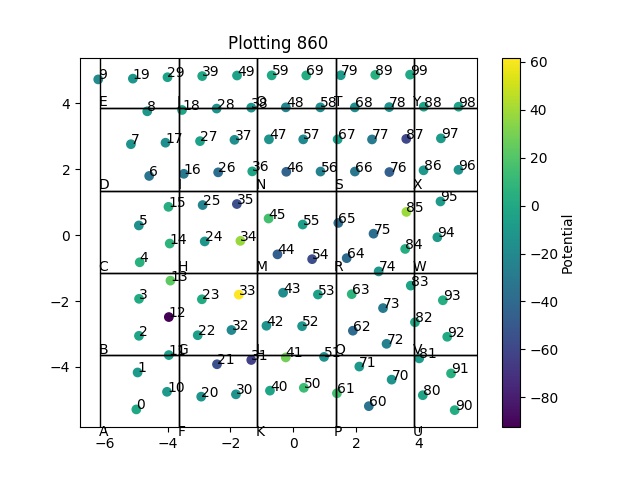 Plotting 860
9 19 29 39 49 59 69 79 89 99
E J O T Y
8 18 28 38 48 58 68 78 88 98
7 17 27 37 47 57 67 77 87 97
6 16 26 36 46 56 66 76 86 96
D N S X
5 15 25 35 45 55 65 75 85 95
4 14 24 34 44 54 64 74 84 94
C H M R W
3 13 23 33 43 53 63 73 83 93
2 12 22 32 42 52 62 72 82 92
B G L Q V
1 11 21 31 41 51 61 71 81 91
0 10 20 30 40 50 60 70 80 90
A F K P U
−6 −4 −2 0 2 4
4
2
0
−2
−4
60
40
20
0
−20
−40
−60
−80
Potential